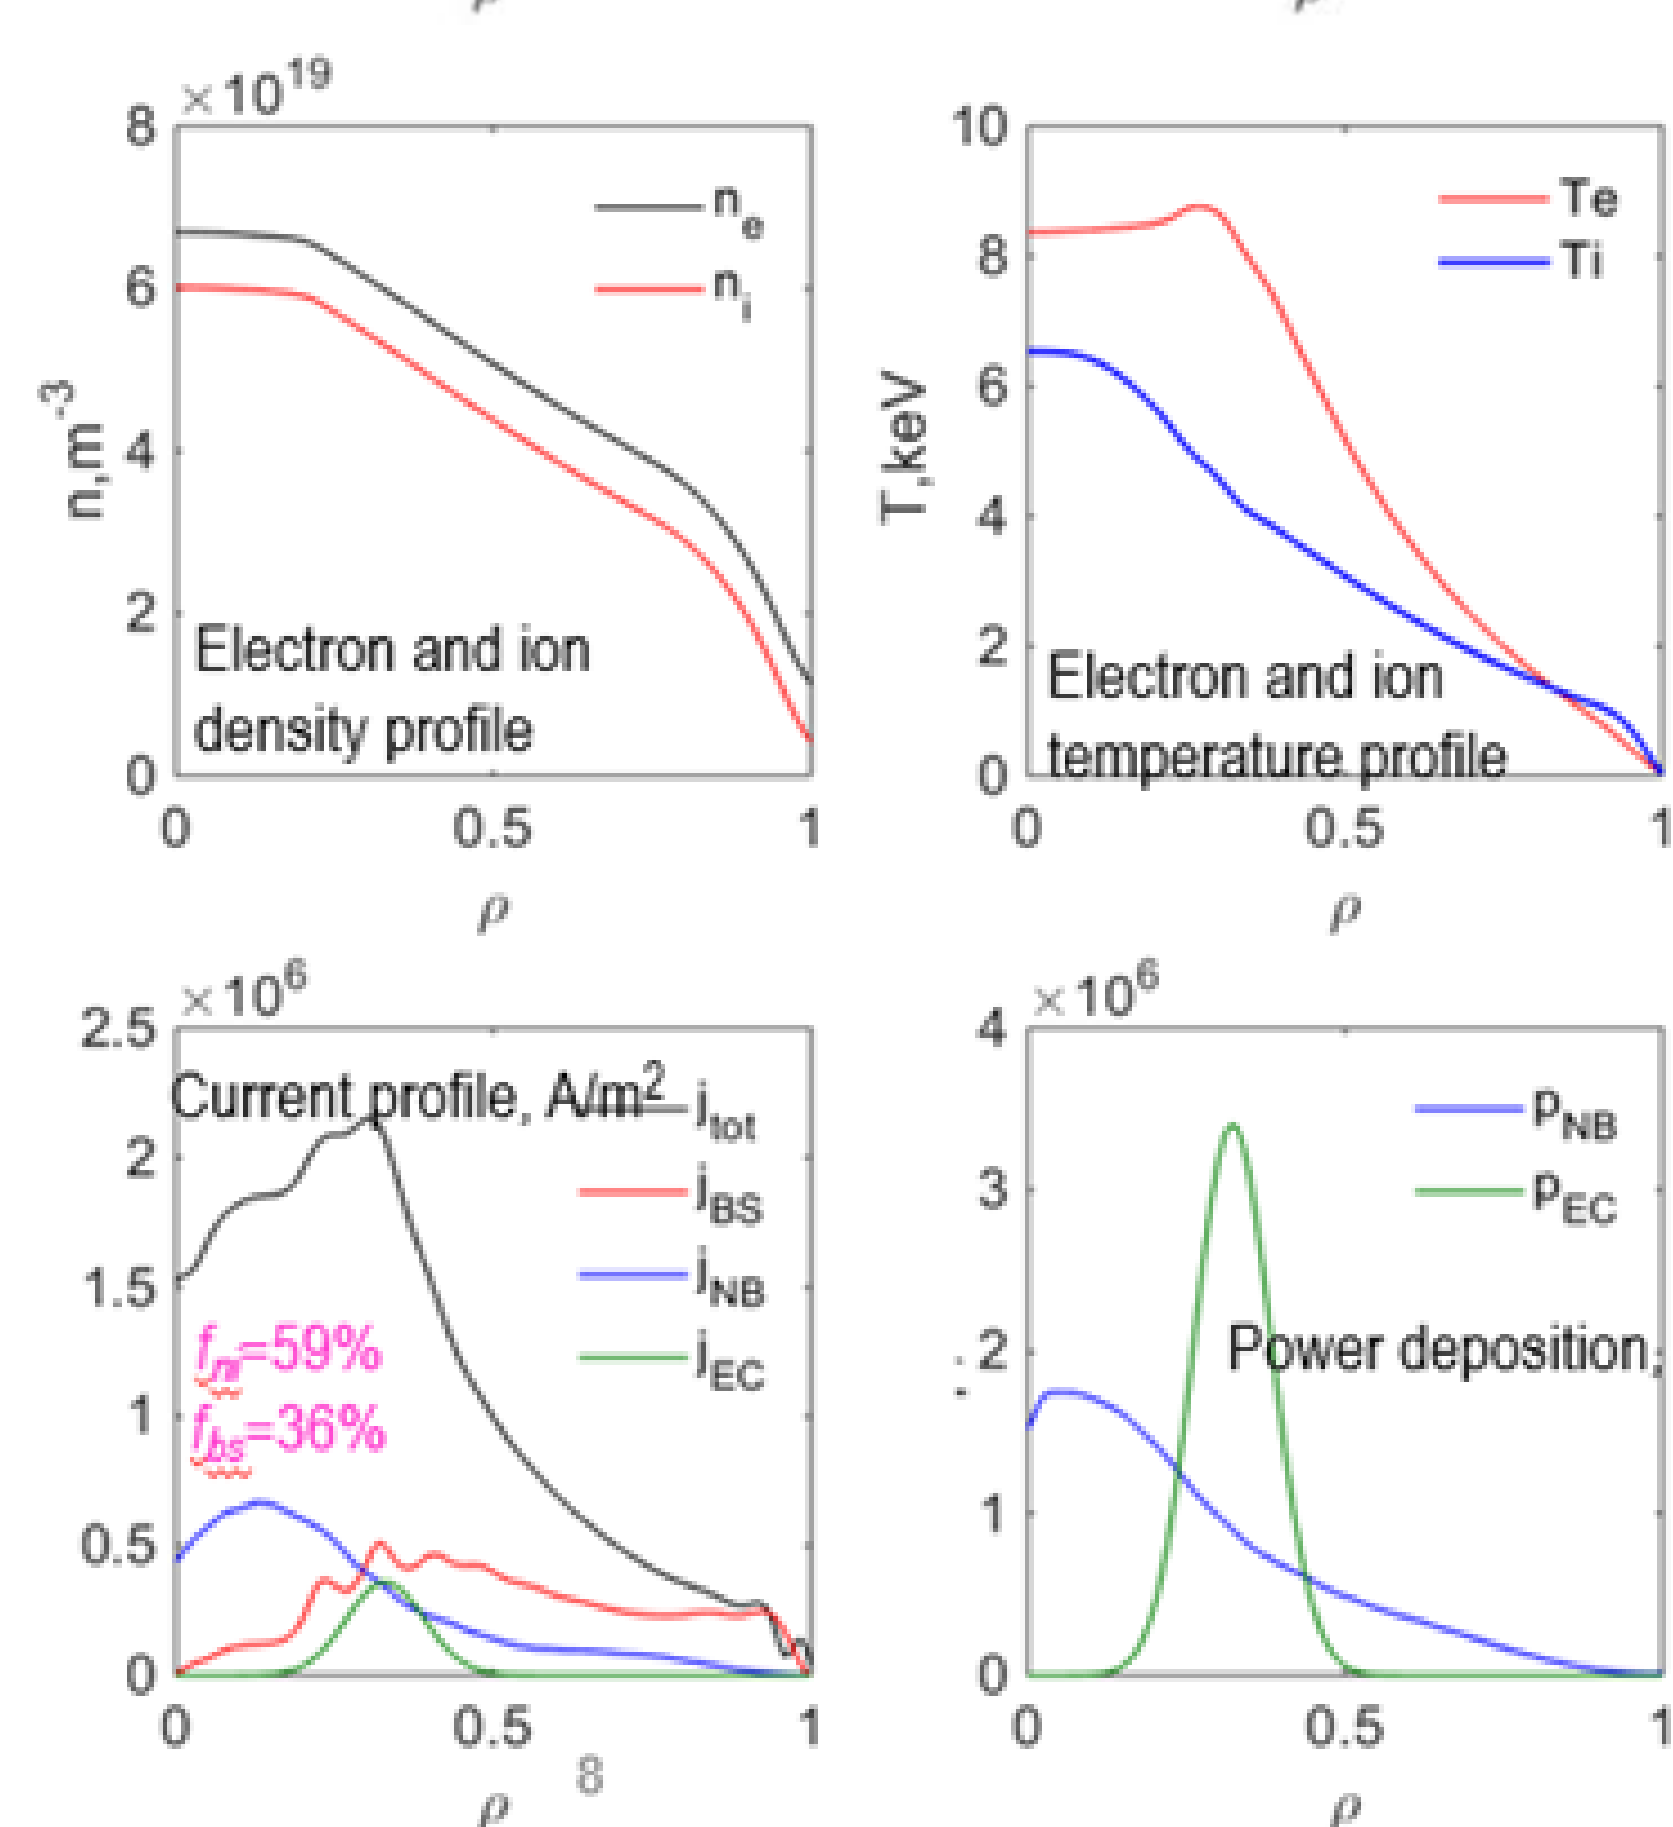 ρ
ρ
×10^19
8
6
4
2
0
n,m^-3
n_e
n_i
Electron and ion
density profile
0 0.5 1
ρ
10
8
6
4
2
0
T,keV
Te
Ti
Electron and ion
temperature profile
0 0.5 1
ρ
×10^6
2.5
2
1.5
1
0.5
0
Current profile, A/m^2
j_tot
j_BS
j_NB
j_EC
f_ni=59%
f_bs=36%
0 0.5 1
ρ
8
×10^6
4
3
2
1
0
p_NB
p_EC
Power deposition,
0 0.5 1
ρ